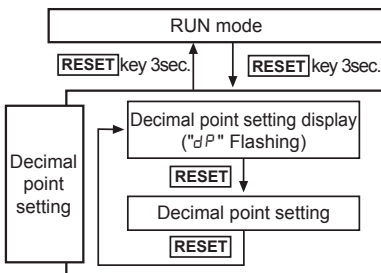 RUN mode
RESET key 3sec.
RESET key 3sec.
Decimal point setting
Decimal point setting display
("dP" Flashing)
RESET
Decimal point setting
RESET